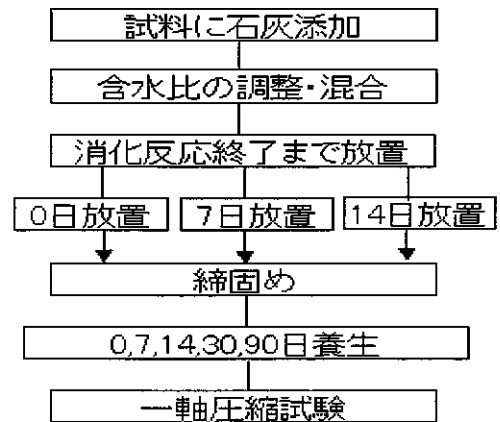 試料に石灰添加
含水比の調整・混合
消化反応終了まで放置
0日放置 7日放置 14日放置
締固め
0,7,14,30,90日養生
一軸圧縮試験